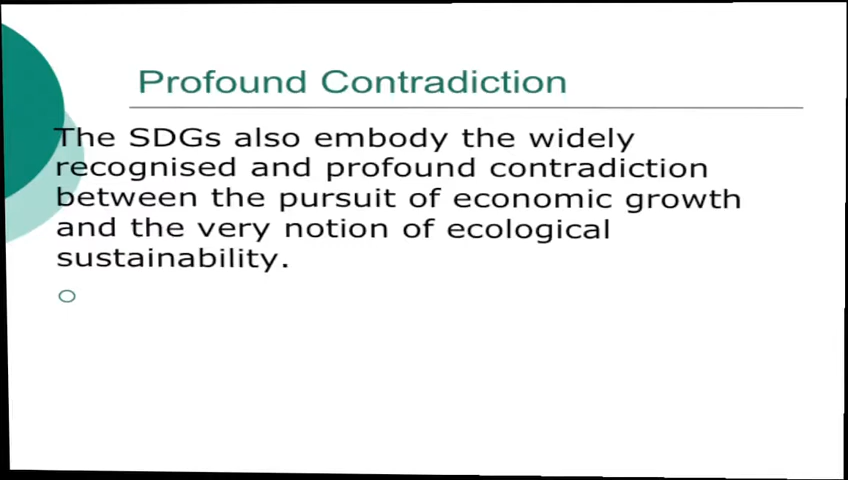 Profound Contradiction
The SDGs also embody the widely
recognised and profound contradiction
between the pursuit of economic growth
and the very notion of ecological
sustainability.